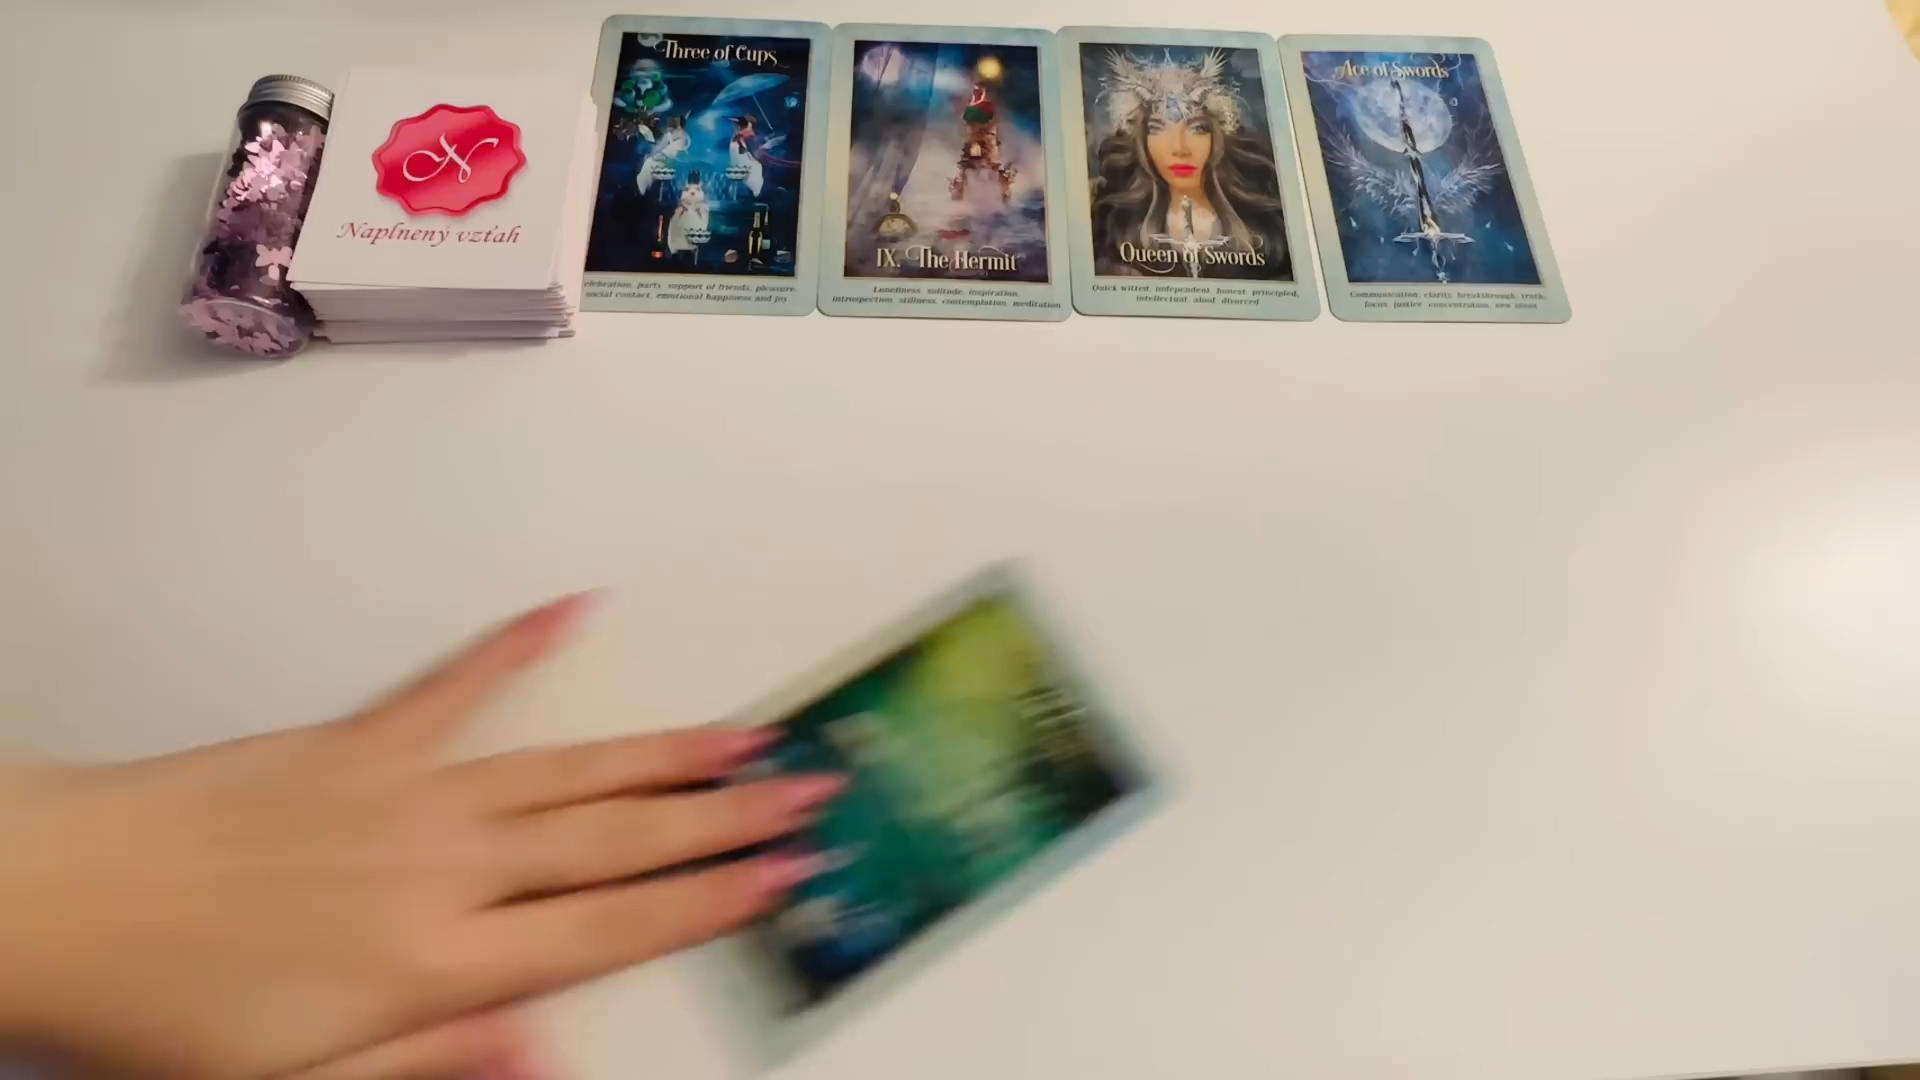 N
Naplnený vzťah
Three of Cups
celebration, party, support of friends, pleasure,
social contact, emotional happiness and joy
IX. The Hermit
Loneliness, solitude, inspiration,
introspection, stillness, contemplation, meditation
Queen of Swords
Quick witted, independent, honest, principled,
intellectual, aloof, divorced
Ace of Swords
Communication, clarity, breakthrough, truth,
focus, justice, concentration, new